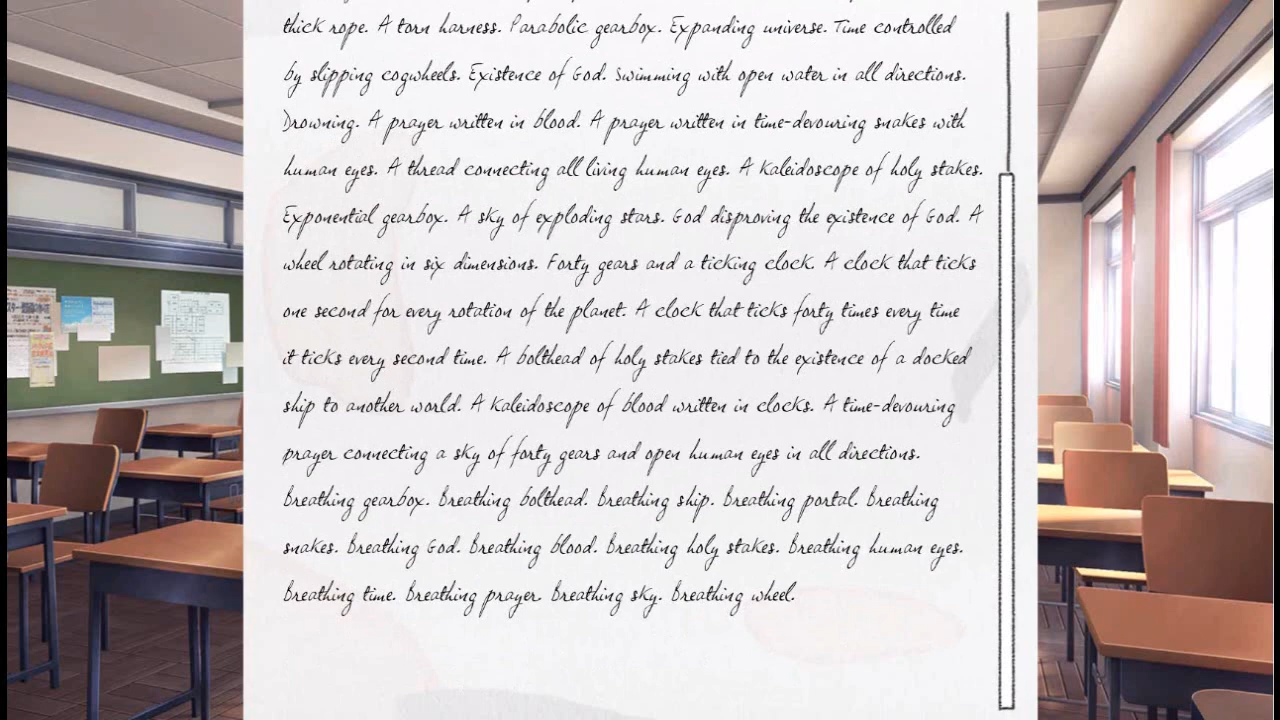 thick rope. A torn harness. Parabolic gearbox. Expanding universe. Time controlled
by slipping cogwheels. Existence of God. Swimming with open water in all directions.
Drowning. A prayer written in blood. A prayer written in time-devouring snakes with
human eyes. A thread connecting all living human eyes. A kaleidoscope of holy stakes.
Exponential gearbox. A sky of exploding stars. God disproving the existence of God. A
wheel rotating in six dimensions. Forty gears and a ticking clock. A clock that ticks
one second for every rotation of the planet. A clock that ticks forty times every time
it ticks every second time. A bolthead of holy stakes tied to the existence of a docked
ship to another world. A kaleidoscope of blood written in clocks. A time-devouring
prayer connecting a sky of forty gears and open human eyes in all directions.
Breathing gearbox. Breathing bolthead. Breathing ship. Breathing portal. Breathing
snakes. Breathing God. Breathing blood. Breathing holy stakes. Breathing human eyes.
Breathing time. Breathing prayer. Breathing sky. Breathing wheel.